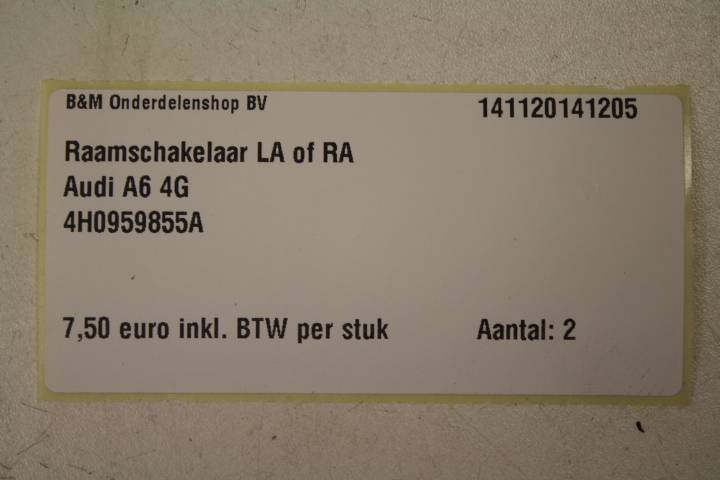 B&M Onderdelenshop BV 141120141205
Raamschakelaar LA of RA
Audi A6 4G
4H0959855A
7,50 euro inkl. BTW per stuk Aantal: 2